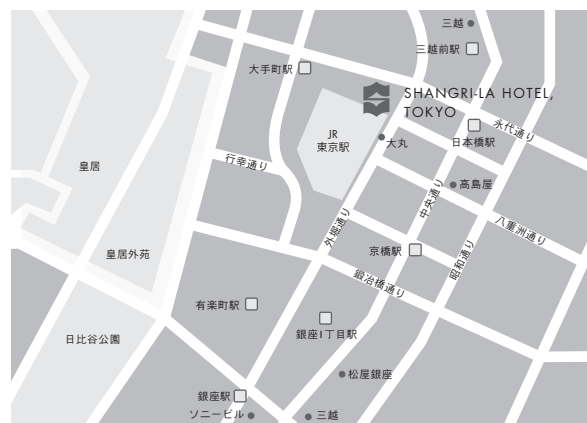 三越
三越前駅
大手町駅
SHANGRI-LA HOTEL,
TOKYO
永代通り
JR
東京駅
大丸
日本橋駅
行幸通り
皇居
高島屋
中央通り
八重洲通り
外堀通り
皇居外苑
京橋駅
昭和通り
鍛冶橋通り
有楽町駅
銀座1丁目駅
日比谷公園
松屋銀座
銀座駅
ソニービル
三越